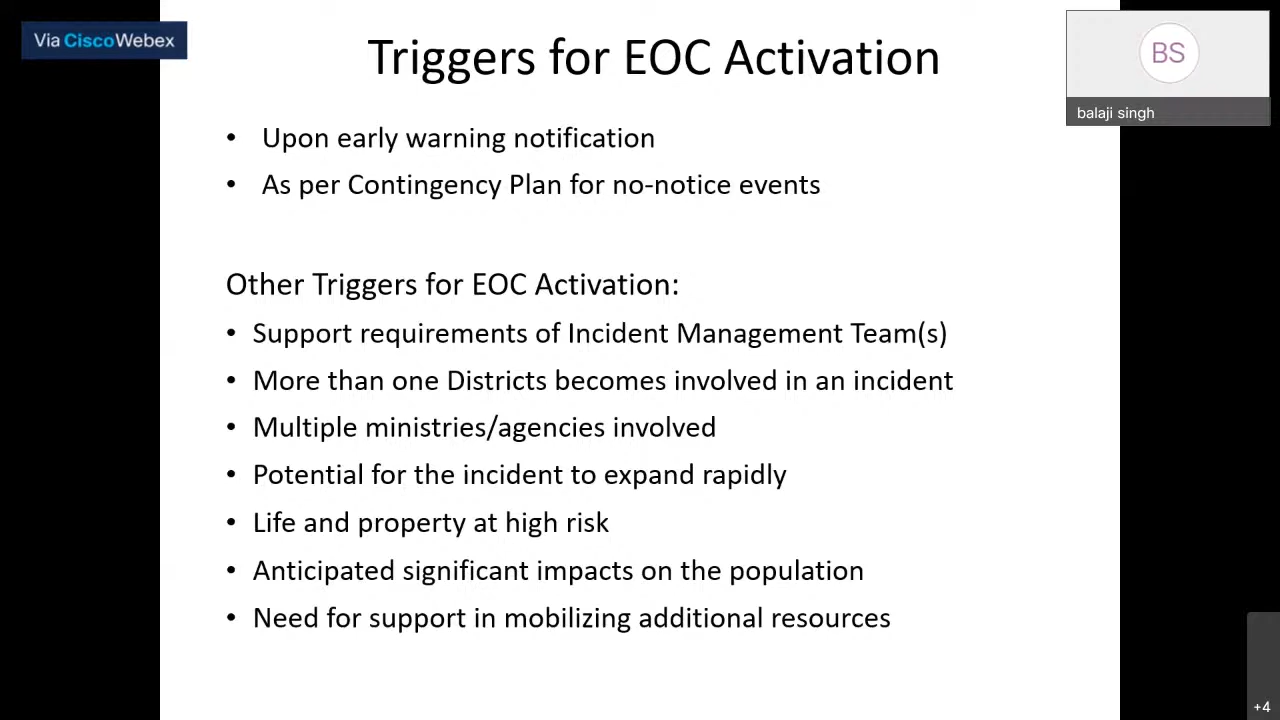 Via CiscoWebex
Triggers for EOC Activation
BS
balaji singh
• Upon early warning notification
• As per Contingency Plan for no-notice events
Other Triggers for EOC Activation:
• Support requirements of Incident Management Team(s)
• More than one Districts becomes involved in an incident
• Multiple ministries/agencies involved
• Potential for the incident to expand rapidly
• Life and property at high risk
• Anticipated significant impacts on the population
• Need for support in mobilizing additional resources
+4